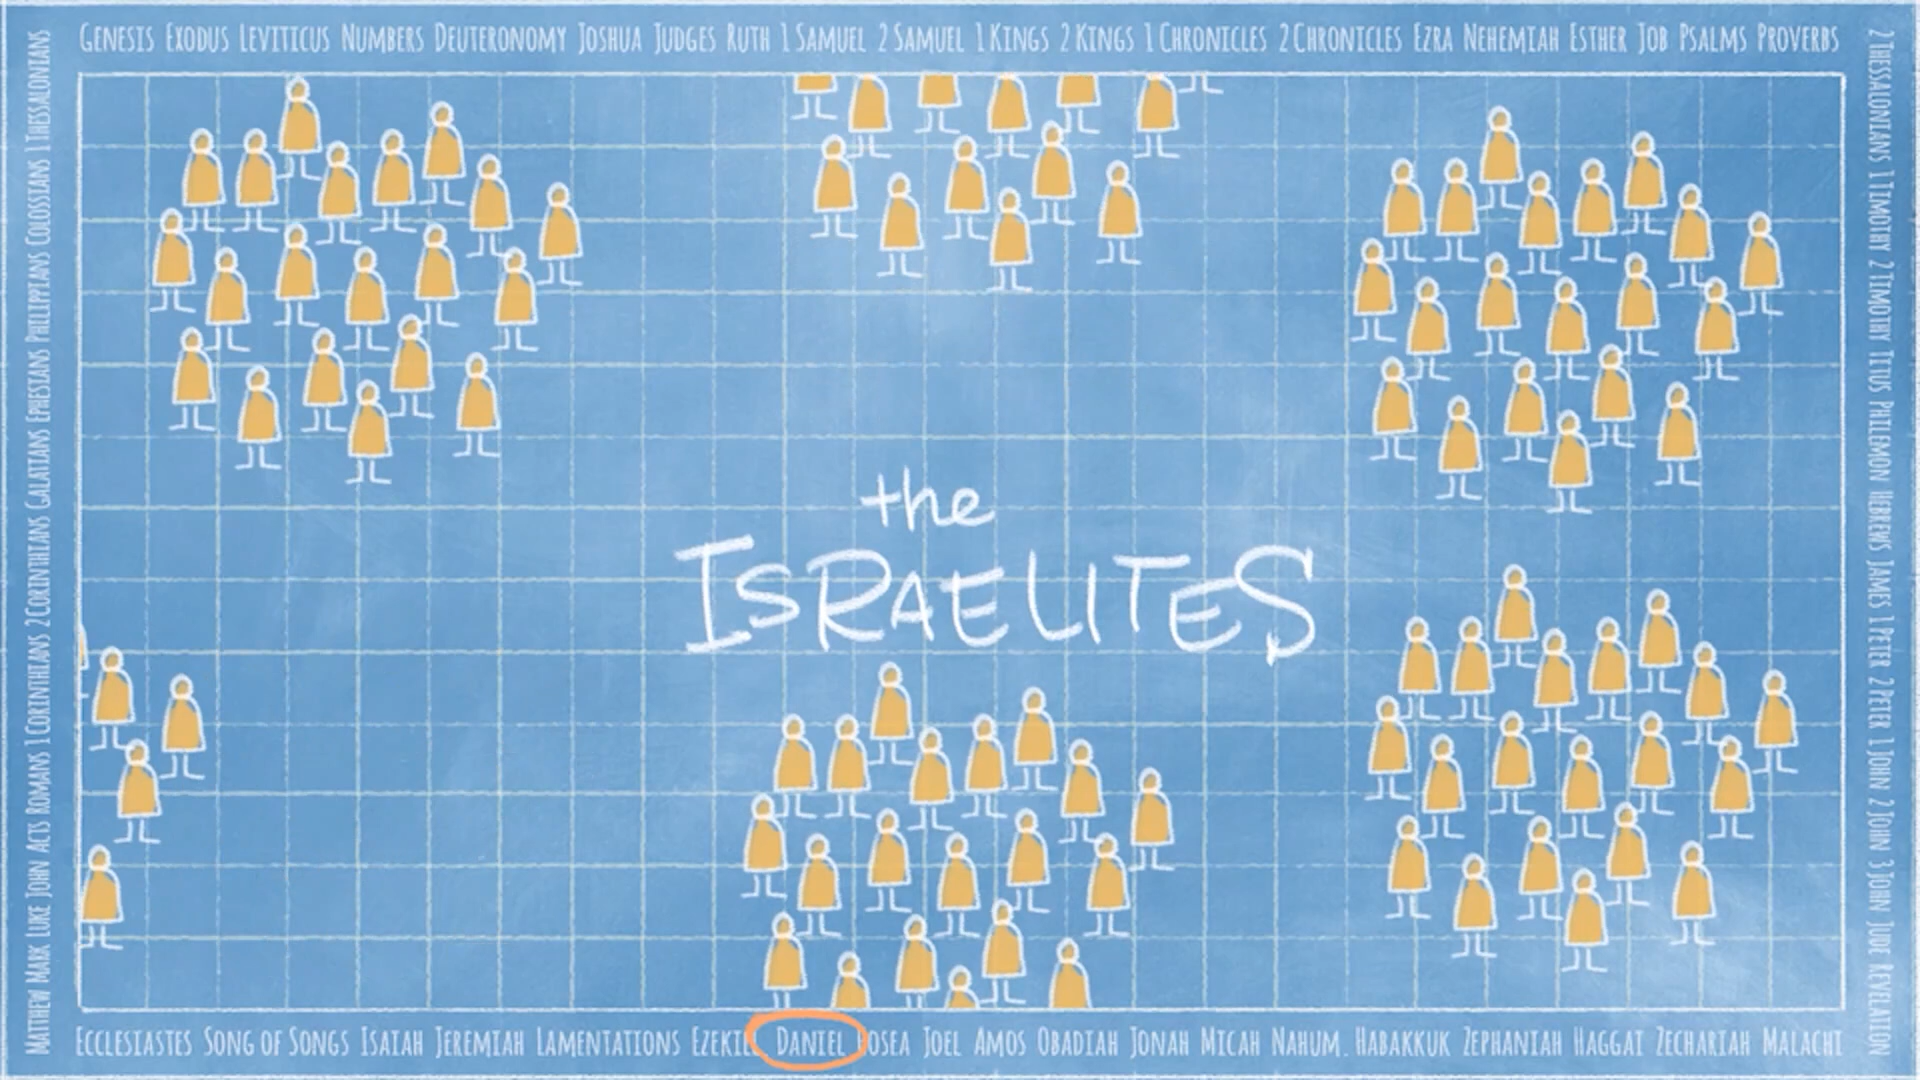 Genesis Exodus Leviticus Numbers Deuteronomy Joshua Judges Ruth 1 Samuel 2 Samuel 1 Kings 2 Kings 1 Chronicles 2 Chronicles Ezra Nehemiah Esther Job Psalms Proverbs
Matthew Mark Luke John Acts Romans 1 Corinthians 2 Corinthians Galatians Ephesians Philippians Colossians 1 Thessalonians
2 Thessalonians 1 Timothy 2 Timothy Titus Philemon Hebrews James 1 Peter 2 Peter 1 John 2 John 3 John Jude Revelation
the
Israelites
Ecclesiastes Song of Songs Isaiah Jeremiah Lamentations Daniel Joel Amos Obadiah Jonah Micah Nahum. Habakkuk Zephaniah Haggai Zechariah Malachi